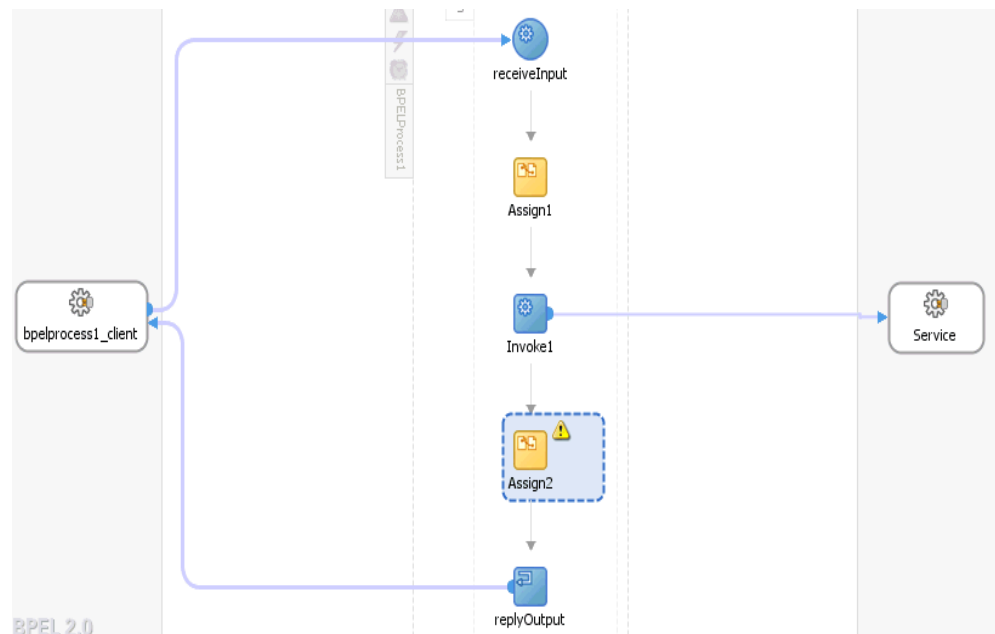 receiveInput
BPELProcess1
Assign1
bpelprocess1_client
Invoke1
Service
Assign2
replyOutput
BPEL 2.0